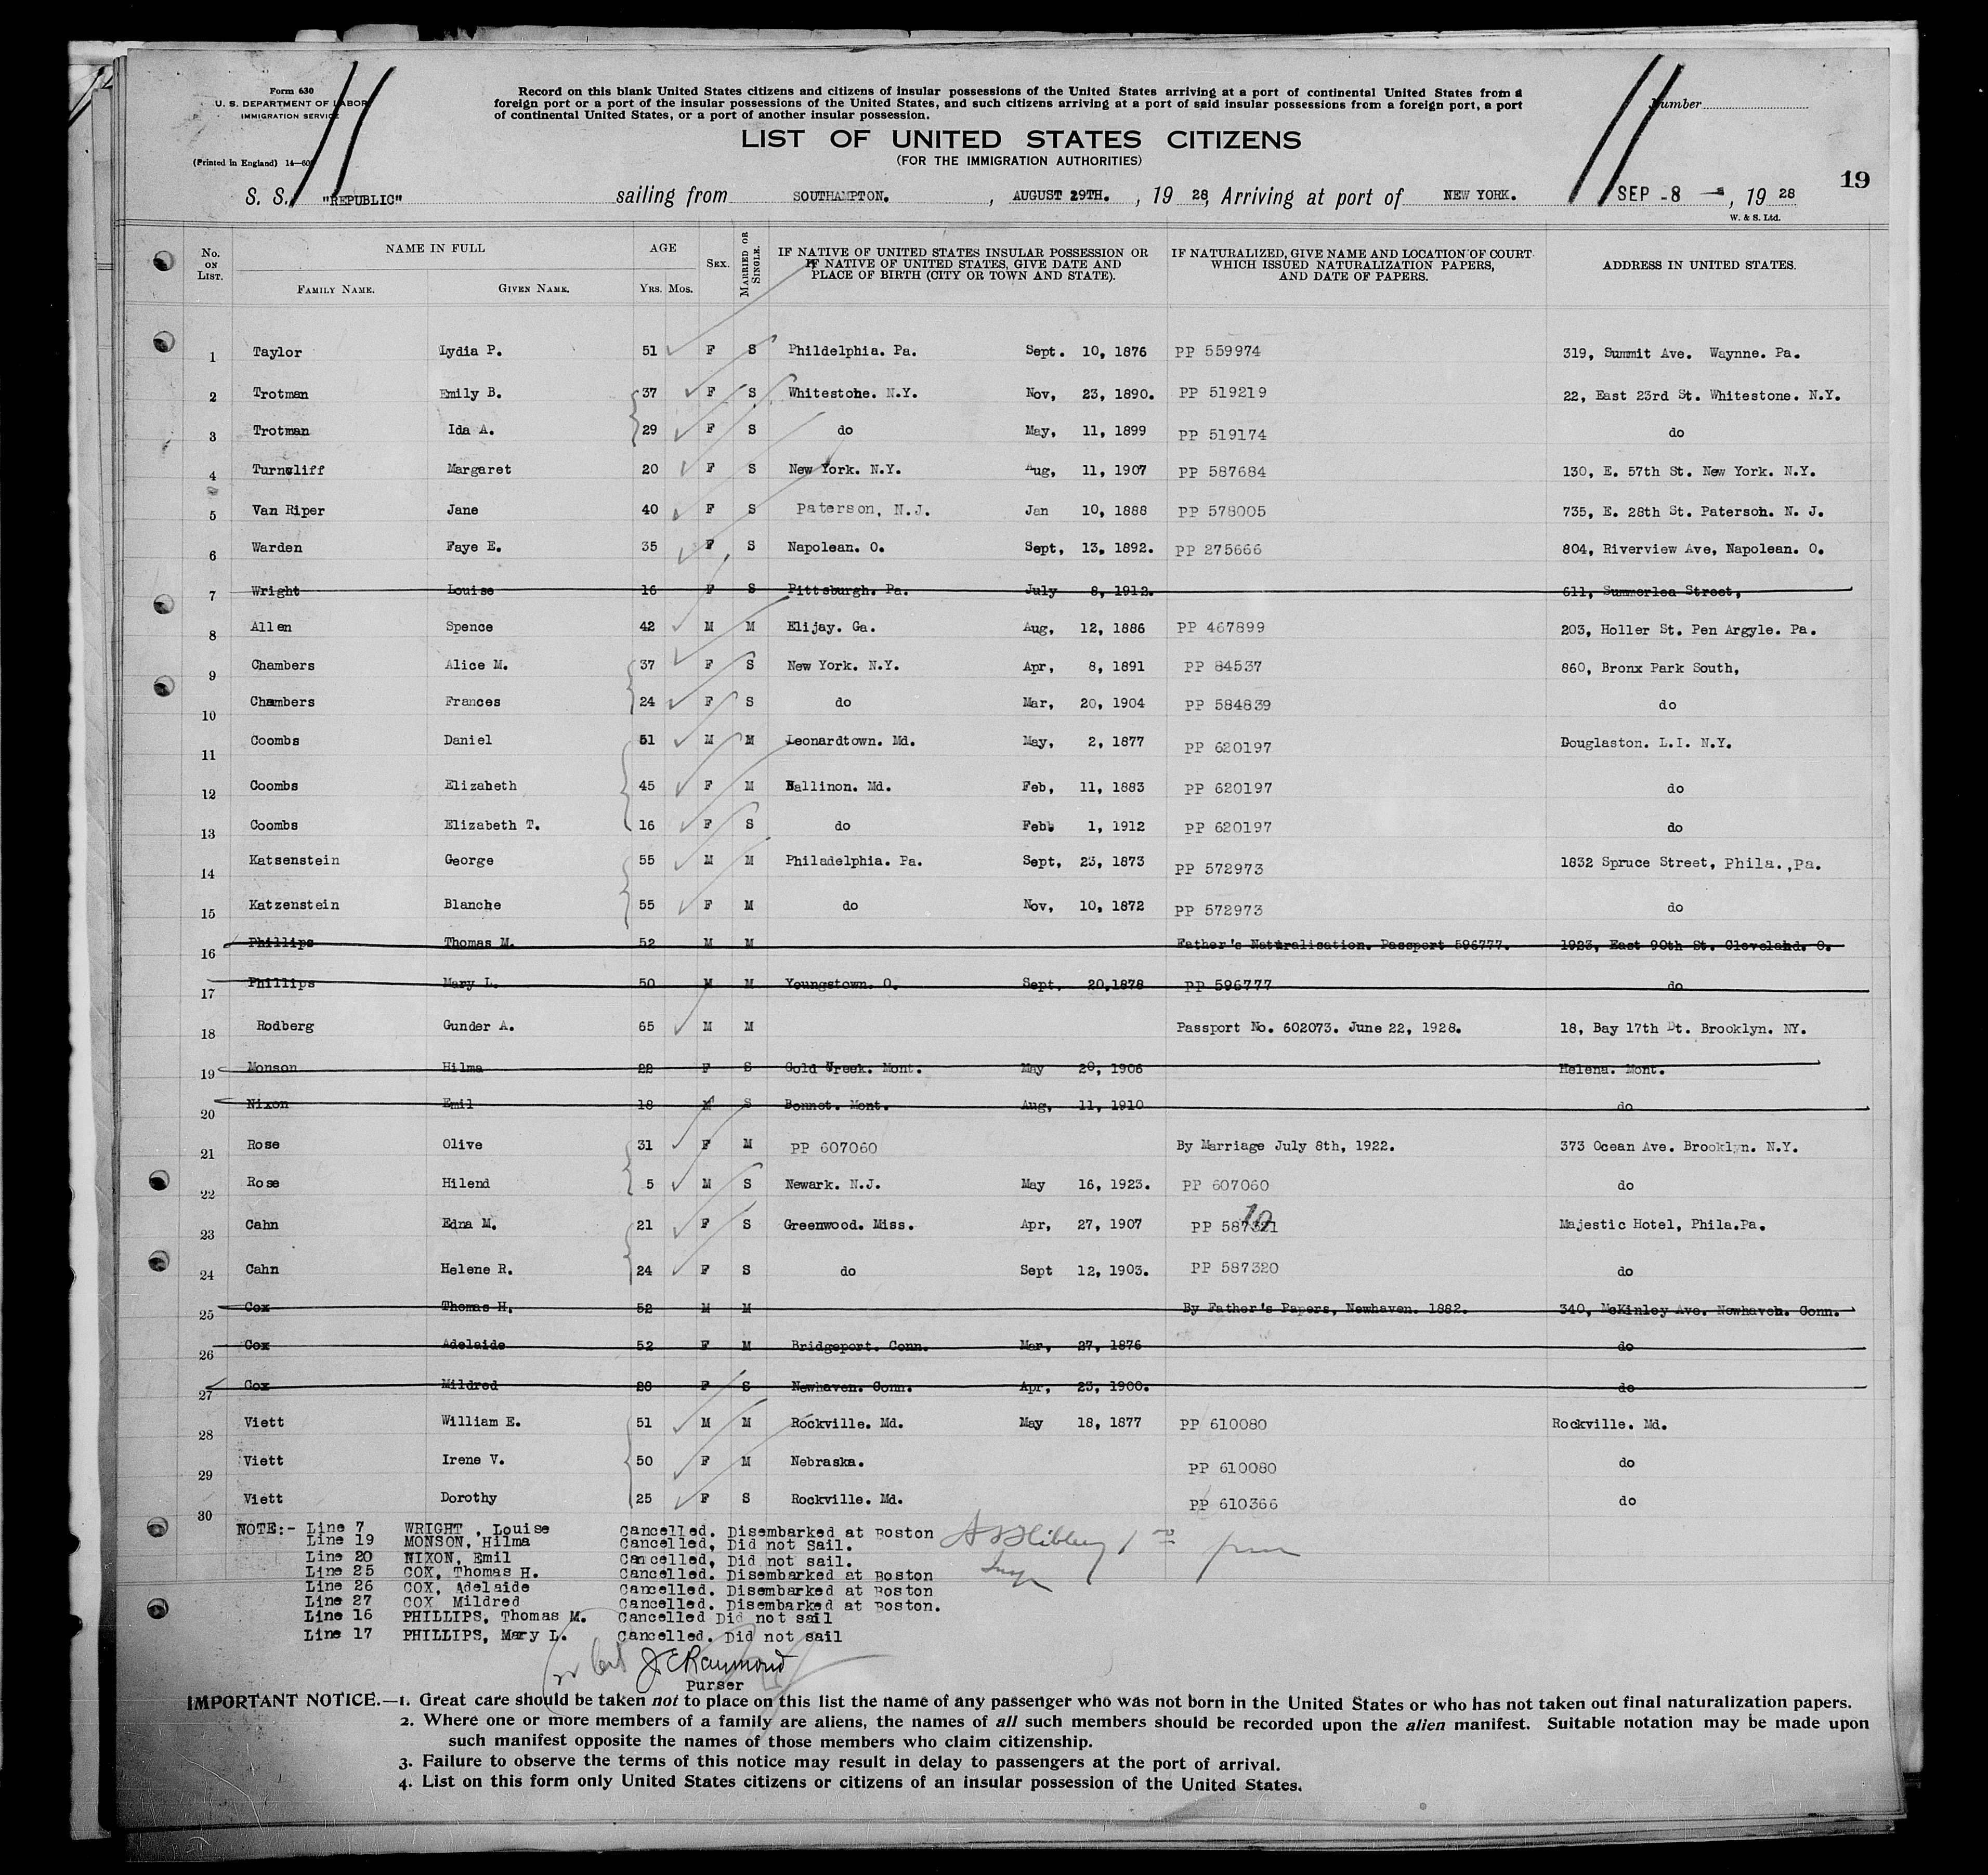 Form 630
U. S. DEPARTMENT OF LABOR
IMMIGRATION SERVICE
(Printed in England) 14—60
Record on this blank United States citizens and citizens of insular possessions of the United States arriving at a port of continental United States from a
foreign port or a port of the insular possessions of the United States, and such citizens arriving at a port of said insular possessions from a foreign port, a port
of continental United States, or a port of another insular possession.
Number
LIST OF UNITED STATES CITIZENS
(FOR THE IMMIGRATION AUTHORITIES)
19
S. S. "REPUBLIC" sailing from SOUTHAMPTON. , AUGUST 29TH. , 19 28, Arriving at port of NEW YORK. SEP -8 , 19 28
W. & S. Ltd.
No. ON LIST. NAME IN FULL FAMILY NAME. GIVEN NAME. AGE YRS. MOS. SEX. MARRIED OR SINGLE. IF NATIVE OF UNITED STATES INSULAR POSSESSION OR IF NATIVE OF UNITED STATES, GIVE DATE AND PLACE OF BIRTH (CITY OR TOWN AND STATE). IF NATURALIZED, GIVE NAME AND LOCATION OF COURT WHICH ISSUED NATURALIZATION PAPERS, AND DATE OF PAPERS. ADDRESS IN UNITED STATES.
1 Taylor Lydia P. 51 F S Phildelphia. Pa. Sept. 10, 1876 PP 559974 319, Summit Ave. Waynne. Pa.
2 Trotman Emily B. 37 F S Whitestone. N.Y. Nov, 23, 1890. PP 519219 22, East 23rd St. Whitestone. N.Y.
3 Trotman Ida A. 29 F S do May, 11, 1899 PP 519174 do
4 Turncliff Margaret 20 F S New York. N.Y. Aug, 11, 1907 PP 587684 130, E. 57th St. New York. N.Y.
5 Van Riper Jane 40 F S Paterson, N.J. Jan 10, 1888 PP 578005 735, E. 28th St. Paterson. N. J.
6 Warden Faye E. 35 F S Napolean. O. Sept, 13, 1892. PP 275666 804, Riverview Ave, Napolean. O.
7 Wright Louise 16 F S Pittsburgh. Pa. July 8, 1912. 611, Summerlea Street,
8 Allen Spence 42 M M Elijay. Ga. Aug, 12, 1886 PP 467899 203, Holler St. Pen Argyle. Pa.
9 Chambers Alice M. 37 F S New York. N.Y. Apr, 8, 1891 PP 84537 860, Bronx Park South,
10 Chambers Frances 24 F S do Mar, 20, 1904 PP 584839 do
11 Coombs Daniel 51 M M Leonardtown. Md. May, 2, 1877 PP 620197 Douglaston. L.I. N.Y.
12 Coombs Elizabeth 45 F M Hallinon. Md. Feb, 11, 1883 PP 620197 do
13 Coombs Elizabeth T. 16 F S do Feb. 1, 1912 PP 620197 do
14 Katsenstein George 55 M M Philadelphia. Pa. Sept, 23, 1873 PP 572973 1832 Spruce Street, Phila.,Pa.
15 Katzenstein Blanche 55 F M do Nov, 10, 1872 PP 572973 do
16 Phillips Thomas M. 52 M M Father's Naturalisation. Passport 596777. 1923, East 90th St. Cleveland. O.
17 Phillips Mary L. 50 M M Youngstown. O. Sept. 20,1878 PP 596777 do
18 Rodberg Gunder A. 65 M M Passport No. 602073. June 22, 1928. 18, Bay 17th Dt. Brooklyn. NY.
19 Monson Hilma 22 F S Gold Creek. Mont. May 20, 1906 Helena. Mont.
20 Nixon Emil 18 M S Bonnet. Mont. Aug, 11, 1910 do
21 Rose Olive 31 F M PP 607060 By Marriage July 8th, 1922. 373 Ocean Ave. Brooklyn. N.Y.
22 Rose Hilend 5 M S Newark. N.J. May 16, 1923. PP 607060 do
23 Cahn Edna M. 21 F S Greenwood. Miss. Apr, 27, 1907 PP 587321 19 Majestic Hotel, Phila.Pa.
24 Cahn Helene R. 24 F S do Sept 12, 1903. PP 587320 do
25 Cox Thomas H. 52 M M By Father's Papers, Newhaven. 1882. 340, McKinley Ave. Newhaven. Conn.
26 Cox Adelaide 52 F M Bridgeport. Conn. Mar, 27, 1876 do
27 Cox Mildred 28 F S Newhaven. Conn. Apr, 23, 1900. do
28 Viett William E. 51 M M Rockville. Md. May 18, 1877 PP 610080 Rockville. Md.
29 Viett Irene V. 50 F M Nebraska. PP 610080 do
30 Viett Dorothy 25 F S Rockville. Md. PP 610366 do
NOTE:- Line 7 WRIGHT , Louise Cancelled. Disembarked at Boston
Line 19 MONSON, Hilma Cancelled, Did not Sail.
Line 20 NIXON, Emil Cancelled, Did not sail.
Line 25 COX, Thomas H. Cancelled. Disembarked at Boston
Line 26 COX, Adelaide Cancelled. Disembarked at Boston
Line 27 COX Mildred Cancelled. Disembarked at Boston.
Line 16 PHILLIPS, Thomas M. Cancelled Did not sail
Line 17 PHILLIPS, Mary L. Cancelled. Did not sail
J. E Raymond
Purser
IMPORTANT NOTICE.—1. Great care should be taken not to place on this list the name of any passenger who was not born in the United States or who has not taken out final naturalization papers.
2. Where one or more members of a family are aliens, the names of all such members should be recorded upon the alien manifest. Suitable notation may be made upon
such manifest opposite the names of those members who claim citizenship.
3. Failure to observe the terms of this notice may result in delay to passengers at the port of arrival.
4. List on this form only United States citizens or citizens of an insular possession of the United States.